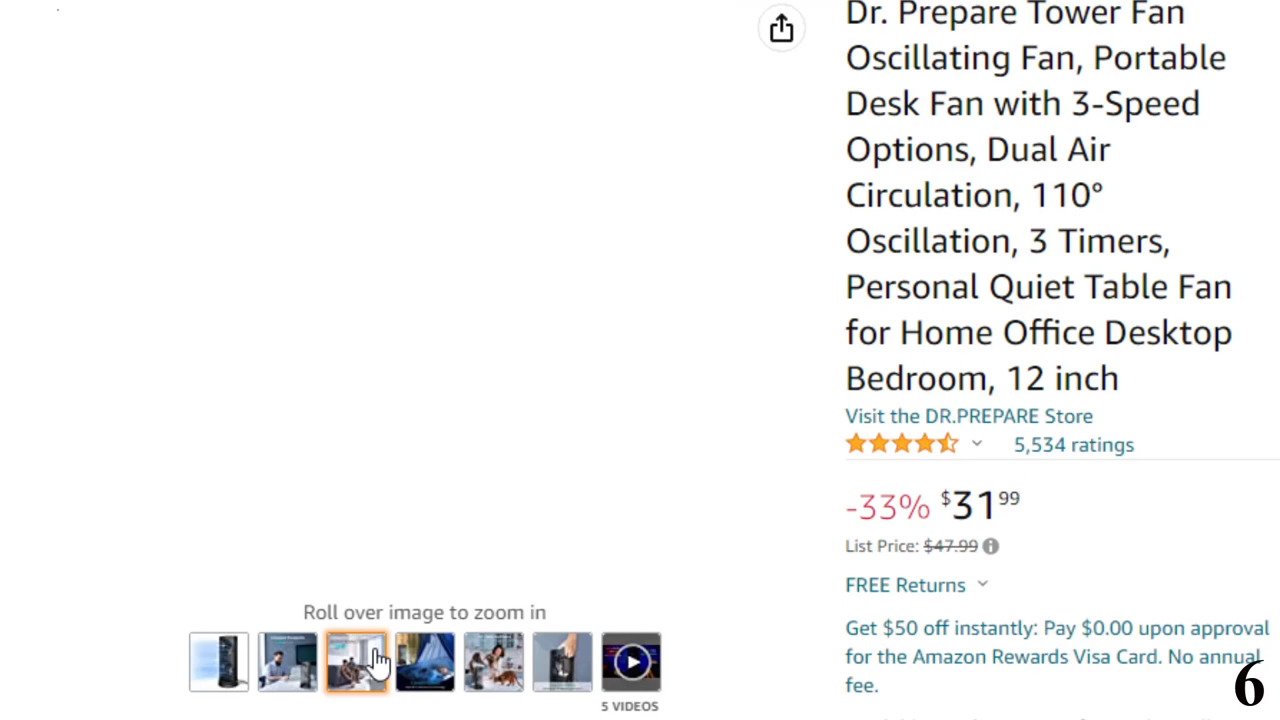 Dr. Prepare Tower Fan
Oscillating Fan, Portable
Desk Fan with 3-Speed
Options, Dual Air
Circulation, 110°
Oscillation, 3 Timers,
Personal Quiet Table Fan
for Home Office Desktop
Bedroom, 12 inch
Visit the DR.PREPARE Store
5,534 ratings
-33% $31.99
List Price: $47.99
FREE Returns
Get $50 off instantly: Pay $0.00 upon approval
for the Amazon Rewards Visa Card. No annual
fee.
Roll over image to zoom in
5 VIDEOS
6